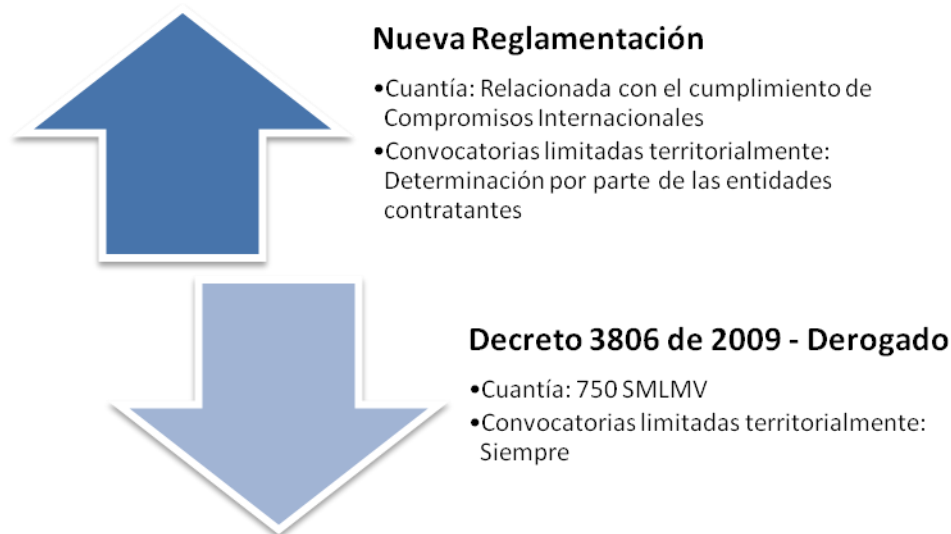 Nueva Reglamentación
•Cuantía: Relacionada con el cumplimiento de
Compromisos Internacionales
•Convocatorias limitadas territorialmente:
Determinación por parte de las entidades
contratantes
Decreto 3806 de 2009 - Derogado
•Cuantía: 750 SMLMV
•Convocatorias limitadas territorialmente:
Siempre